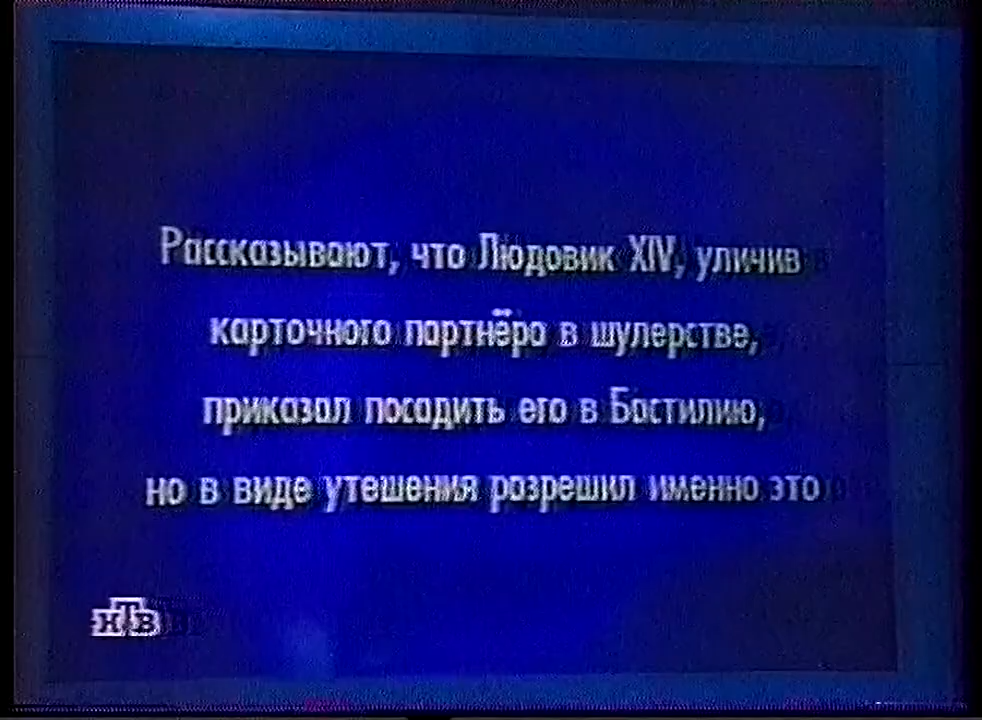 Рассказывают, что Людовик XIV, уличив
карточного партнёра в шулерстве,
приказал посадить его в Бастилию,
но в виде утешения разрешил именно это
НТВ